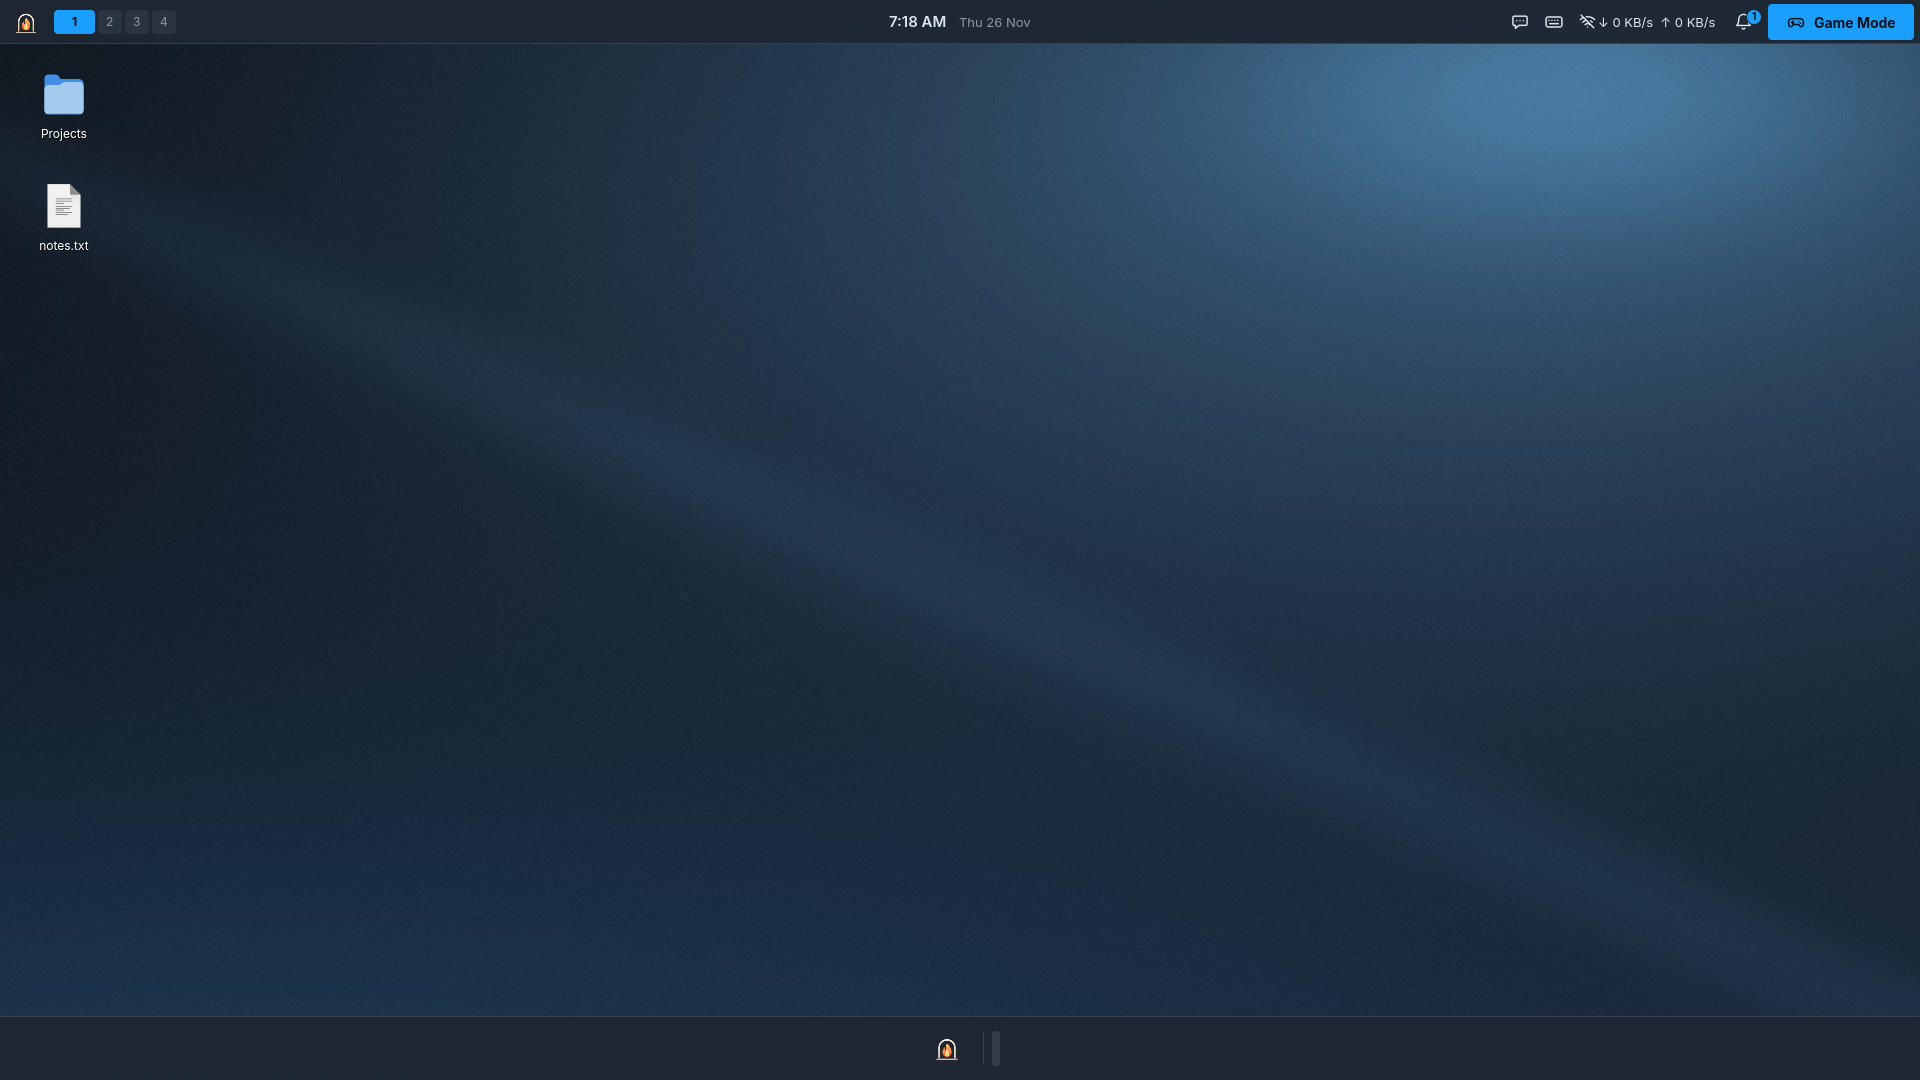 1 2 3 4 7:18 AM Thu 26 Nov ↓ 0 KB/s ↑ 0 KB/s 1 Game Mode
Projects
notes.txt